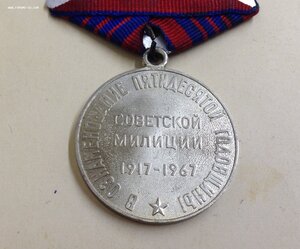 В ОЗНАМЕНОВАНИЕ ПЯТИДЕСЯТОЙ ГОДОВЩИНЫ
СОВЕТСКОЙ
МИЛИЦИИ
1917-1967